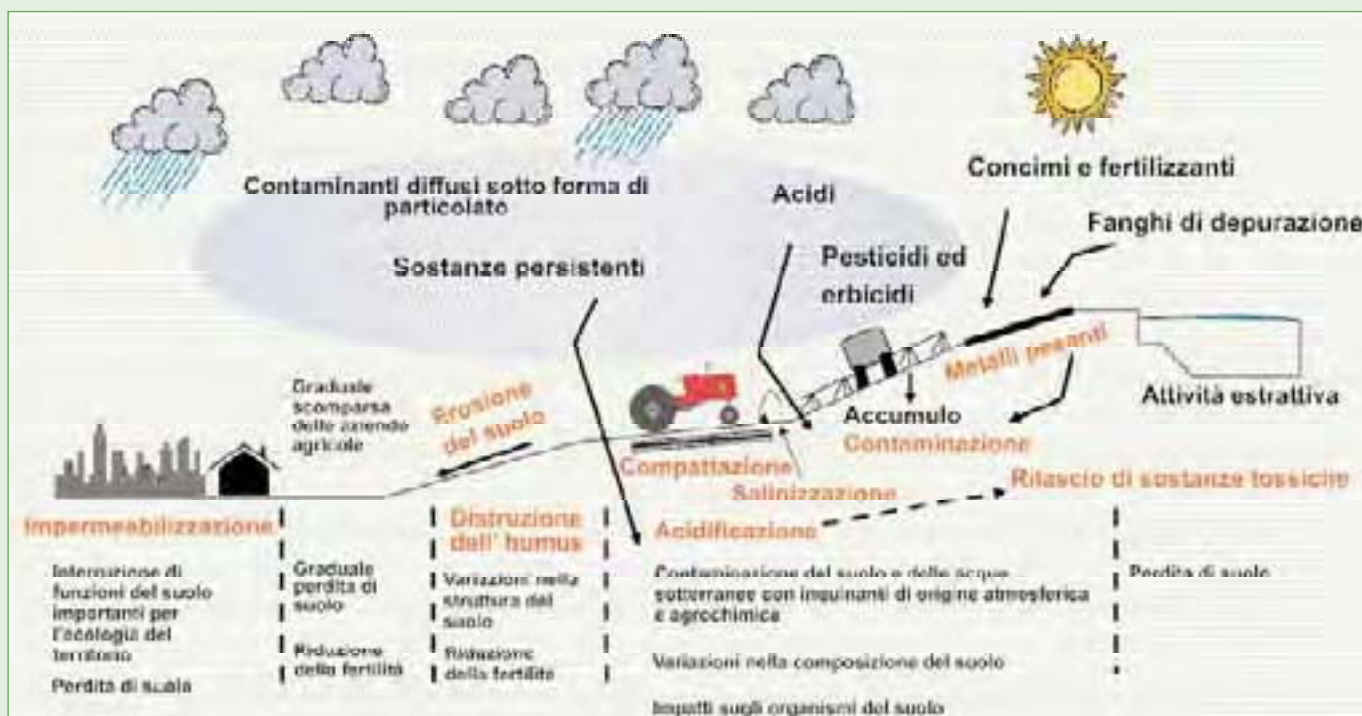 Contaminanti diffusi sotto forma di
particolato
Acidi
Concimi e fertilizzanti
Fanghi di depurazione
Sostanze persistenti
Pesticidi ed
erbicidi
Metalli pesanti
Attività estrattiva
Graduale
scomparsa
delle aziende
agricole
Erosione
del suolo
Accumulo
Contaminazione
Compattazione
Salinizzazione
Rilascio di sostanze tossiche
Impermeabilizzazione
Distruzione
dell' humus
Acidificazione
Interruzione di
funzioni del suolo
importanti per
l'ecologia del
territorio
Perdita di suolo
Graduale
perdita di
suolo
Riduzione
della fertilità
Variazioni nella
struttura del
suolo
Riduzione
della fertilità
Contaminazione del suolo e delle acque
sotterranee con inquinanti di origine atmosferica
e agrochimica
Variazioni nella composizione del suolo
Impatti sugli organismi del suolo
Perdita di suolo